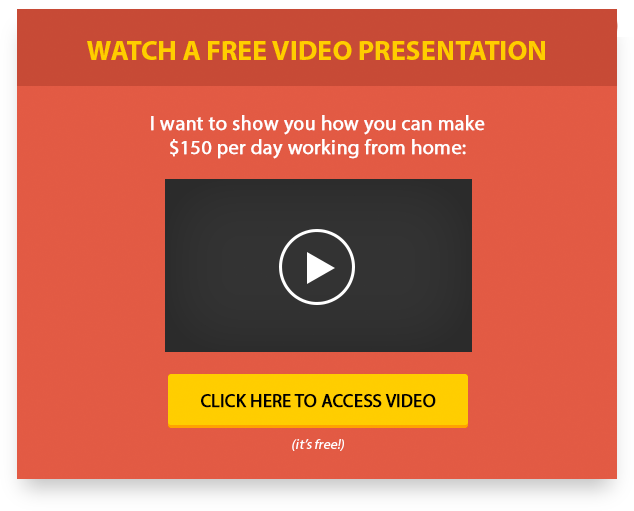 WATCH A FREE VIDEO PRESENTATION
I want to show you how you can make
$150 per day working from home:
CLICK HERE TO ACCESS VIDEO
(it's free!)